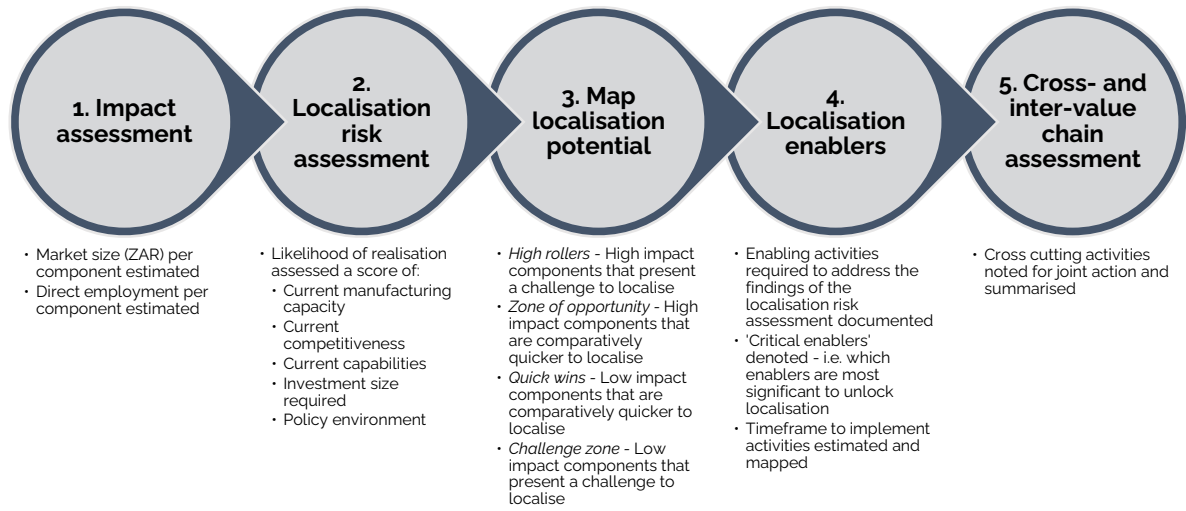 1. Impact
assessment
2.
Localisation
risk
assessment
3. Map
localisation
potential
4.
Localisation
enablers
5. Cross- and
inter-value
chain
assessment
• Market size (ZAR) per
component estimated
• Direct employment per
component estimated
• Likelihood of realisation
assessed a score of:
• Current manufacturing
capacity
• Current
competitiveness
• Current capabilities
• Investment size
required
• Policy environment
• High rollers - High impact
components that present
a challenge to localise
• Zone of opportunity - High
impact components that
are comparatively
quicker to localise
• Quick wins - Low impact
components that are
comparatively quicker to
localise
• Challenge zone - Low
impact components that
present a challenge to
localise
• Enabling activities
required to address the
findings of the
localisation risk
assessment documented
• 'Critical enablers'
denoted - i.e. which
enablers are most
significant to unlock
localisation
• Timeframe to implement
activities estimated and
mapped
• Cross cutting activities
noted for joint action and
summarised